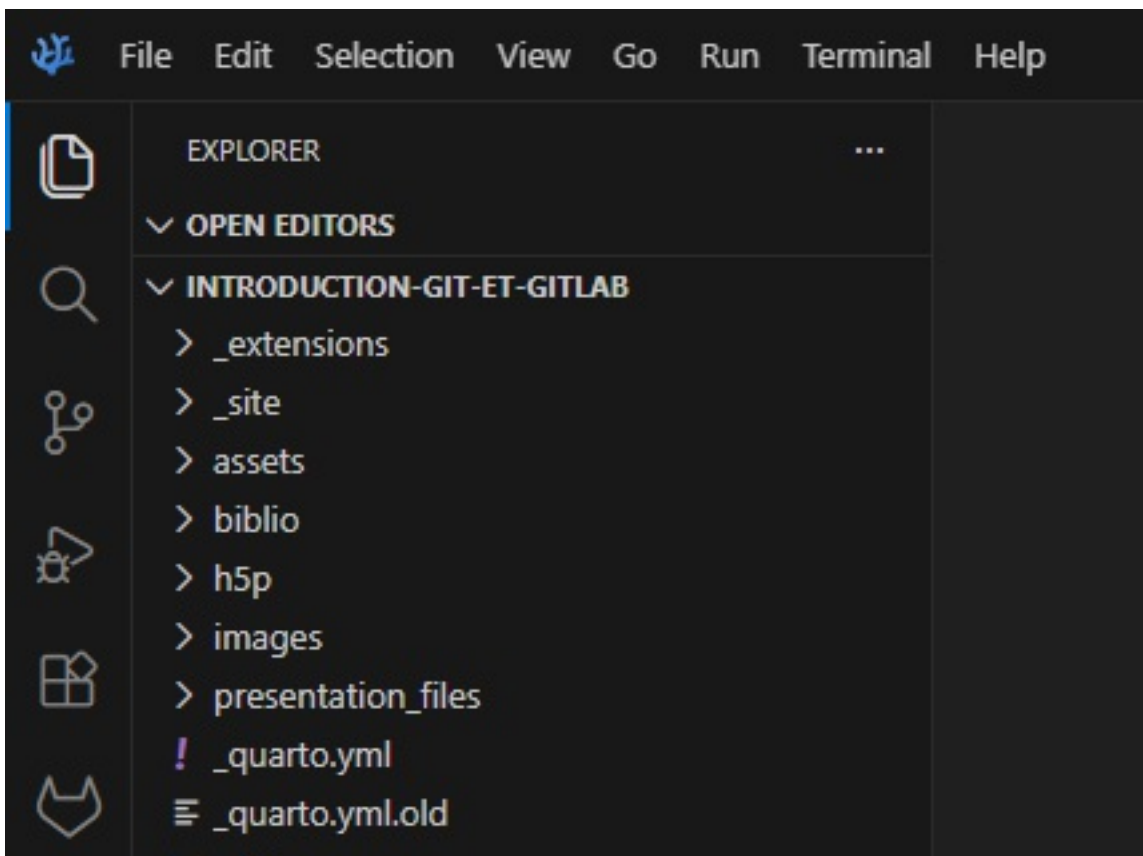 File Edit Selection View Go Run Terminal Help
EXPLORER ...
OPEN EDITORS
INTRODUCTION-GIT-ET-GITLAB
_extensions
_site
assets
biblio
h5p
images
presentation_files
! _quarto.yml
_quarto.yml.old